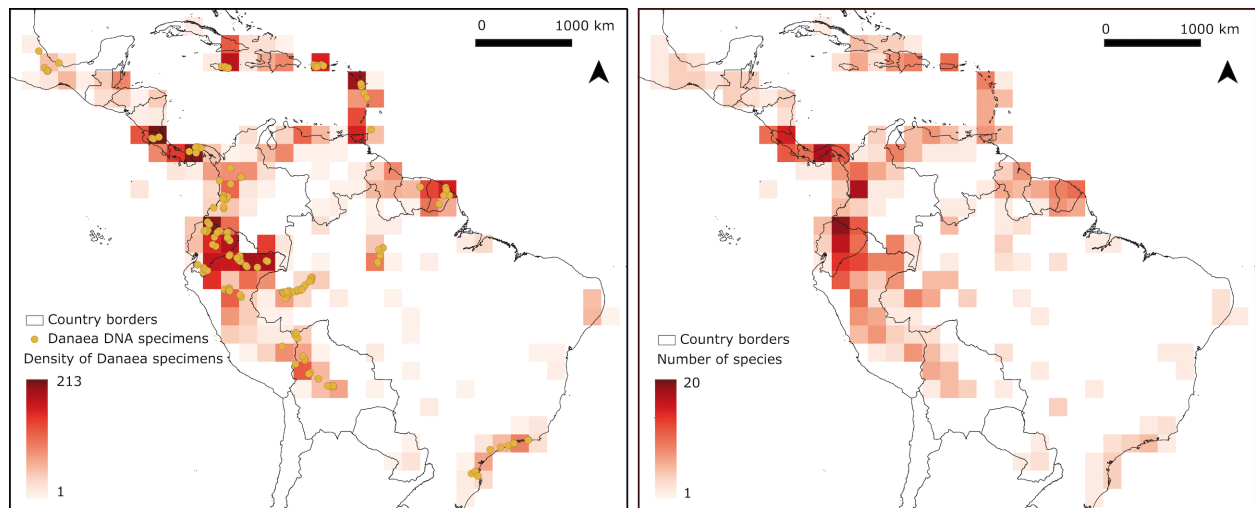 0 1000 km
Country borders
Danaea DNA specimens
Density of Danaea specimens
213
1
0 1000 km
Country borders
Number of species
20
1